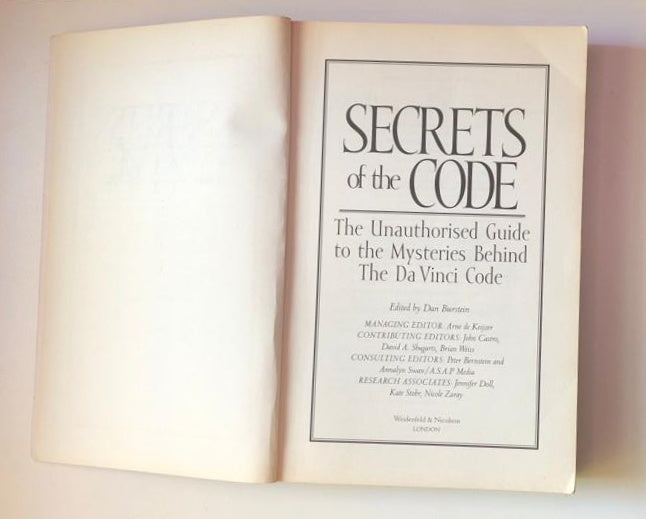 SECRETS
of the CODE
The Unauthorised Guide
to the Mysteries Behind
The Da Vinci Code
Edited by Dan Burstein
MANAGING EDITOR: Arne de Keijzer
CONTRIBUTING EDITORS: John Castro,
David A. Shugarts, Brian Weiss
CONSULTING EDITORS: Peter Bernstein and
Annalyn Swan/A.S.A.P Media
RESEARCH ASSOCIATES: Jennifer Doll,
Kate Stohr, Nicole Zaray
Weidenfeld & Nicolson
LONDON